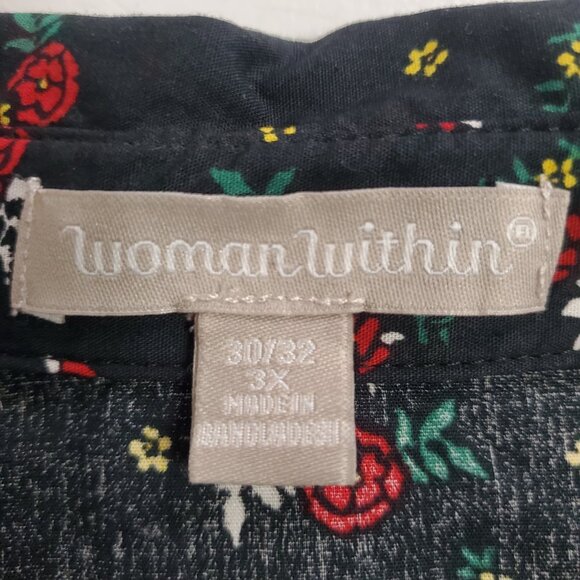 woman within®
30/32
3X
MADE IN
BANGLADESH